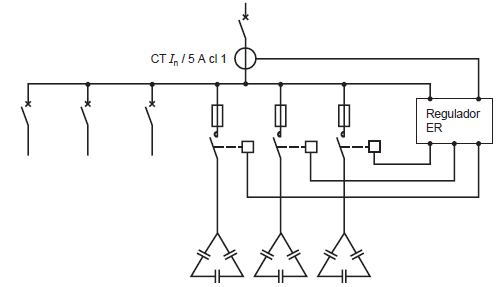 CT In / 5 A cl 1
Regulador
ER